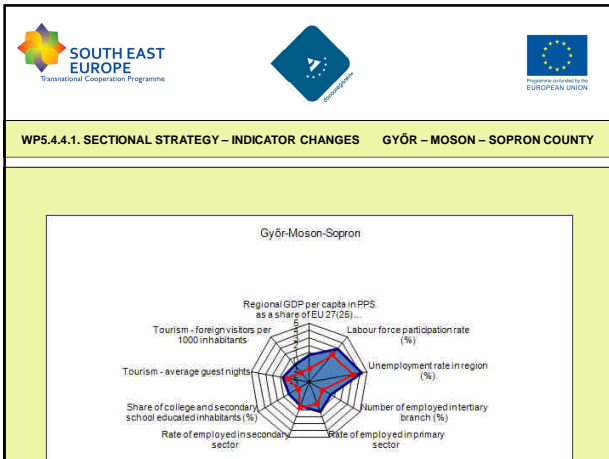 SOUTH EAST
EUROPE
Transnational Cooperation Programme
Programme co-funded by the
EUROPEAN UNION
WP5.4.4.1. SECTIONAL STRATEGY – INDICATOR CHANGES GYŐR – MOSON – SOPRON COUNTY
Győr-Moson-Sopron
Regional GDP per capita in PPS
as a share of EU 27(25)...
Labour force participation rate
(%)
Unemployment rate in region
(%)
Number of employed in tertiary
branch (%)
Rate of employed in primary
sector
Rate of employed in secondary
sector
Share of college and secondary
school educated inhabitants (%)
Tourism - average guest nights
Tourism - foreign visitors per
1000 inhabitants